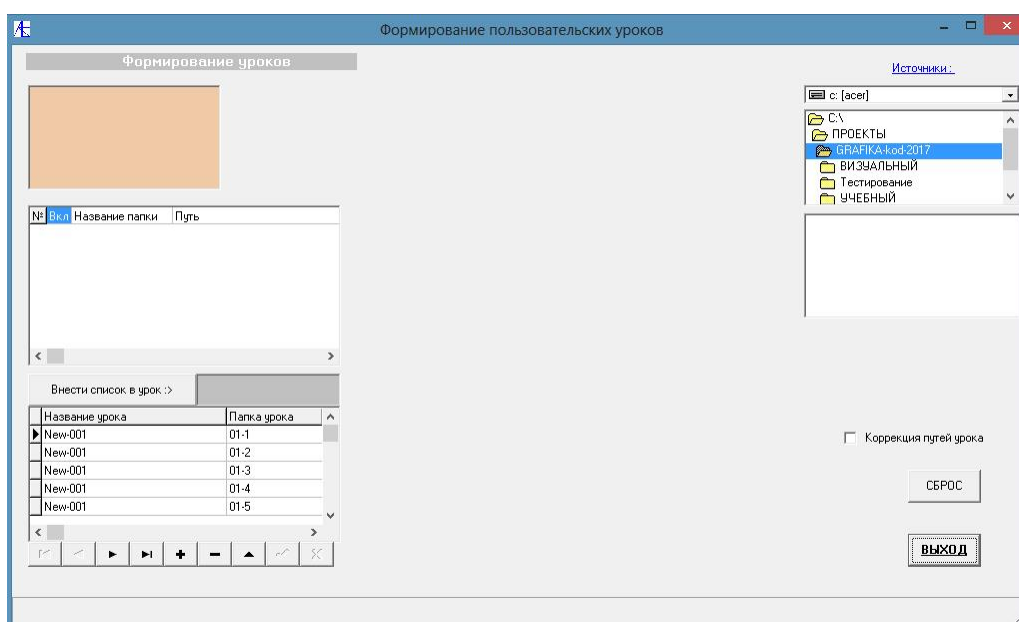 Формирование пользовательских уроков
Формирование уроков
Источники :
c: [acer]
C:\
ПРОЕКТЫ
GRAFIKA-kod-2017
ВИЗУАЛЬНЫЙ
Тестирование
УЧЕБНЫЙ
№ Вкл Название папки Путь
Внести список в урок :>
Название урока Папка урока
New-001 01-1
New-001 01-2
New-001 01-3
New-001 01-4
New-001 01-5
Коррекция путей урока
СБРОС
ВЫХОД